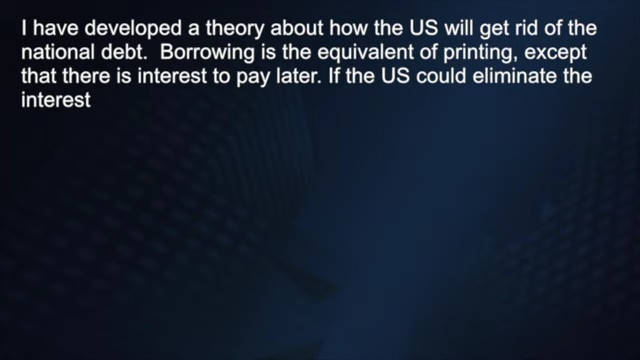 I have developed a theory about how the US will get rid of the
national debt.  Borrowing is the equivalent of printing, except
that there is interest to pay later. If the US could eliminate the
interest